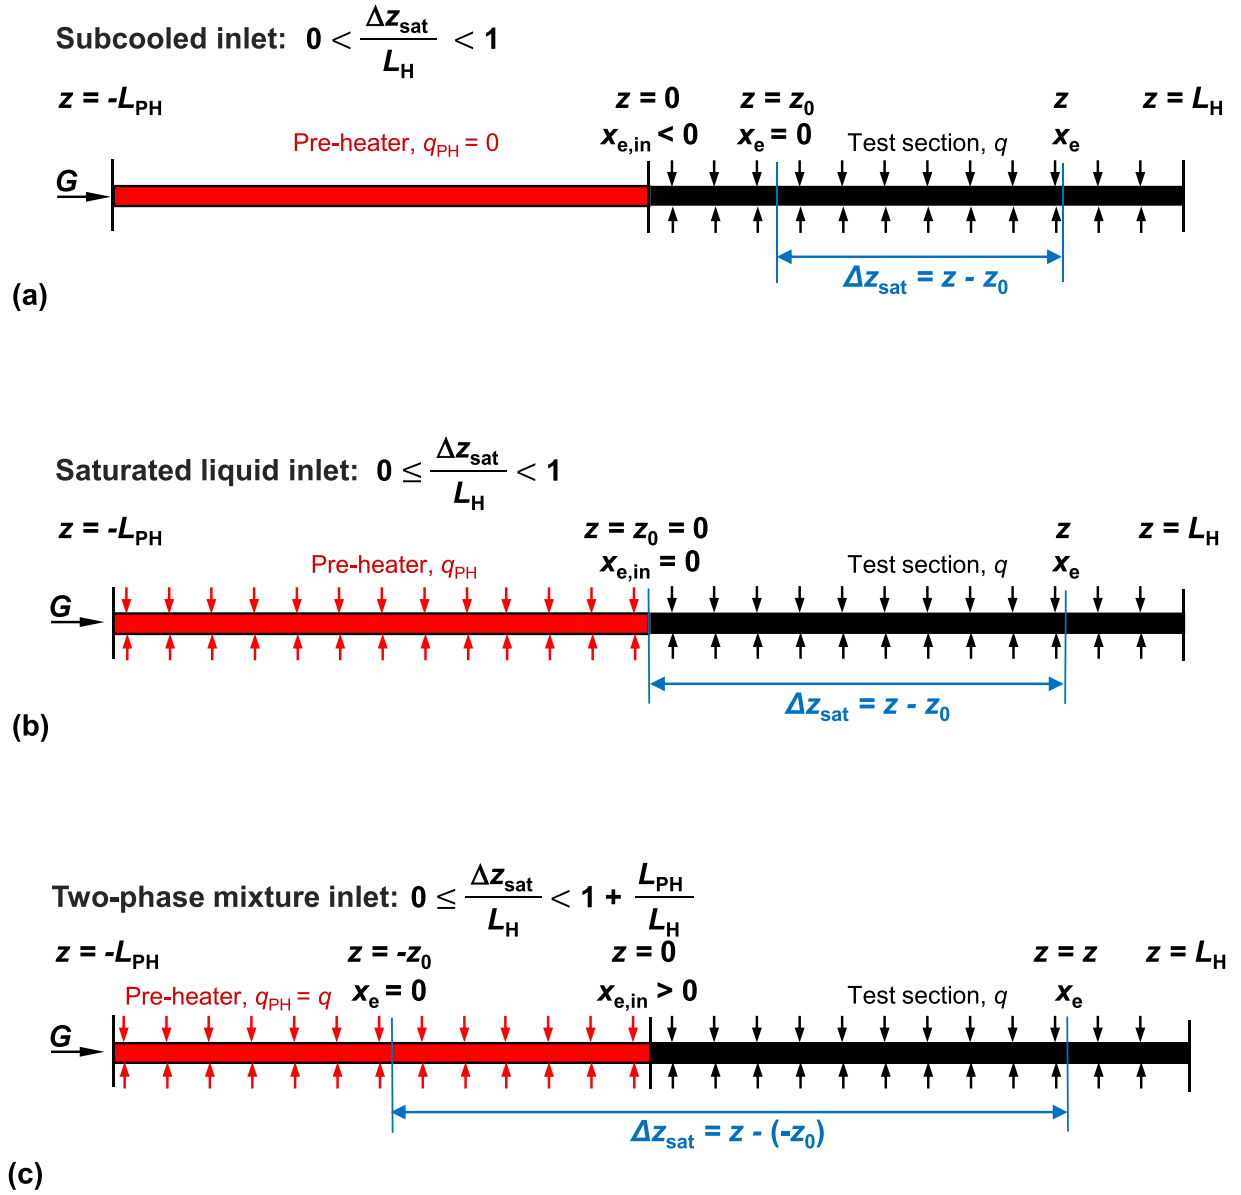 Subcooled inlet: 0 < Δz_sat / L_H < 1
z = -L_PH z = 0 z = z_0 z z = L_H
x_e,in < 0 x_e = 0 x_e
Pre-heater, q_PH = 0 Test section, q
G
Δz_sat = z - z_0
(a)
Saturated liquid inlet: 0 ≤ Δz_sat / L_H < 1
z = -L_PH z = z_0 = 0 z z = L_H
Pre-heater, q_PH x_e,in = 0 Test section, q x_e
G
Δz_sat = z - z_0
(b)
Two-phase mixture inlet: 0 ≤ Δz_sat / L_H < 1 + L_PH / L_H
z = -L_PH z = -z_0 z = 0 z = z z = L_H
Pre-heater, q_PH = q x_e = 0 x_e,in > 0 Test section, q x_e
G
Δz_sat = z - (-z_0)
(c)